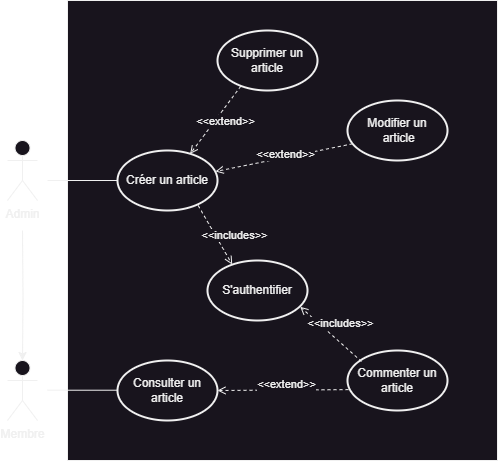 Supprimer un
article
<<extend>>
Modifier un
article
<<extend>>
Créer un article
Admin
<<includes>>
S'authentifier
<<includes>>
Commenter un
article
<<extend>>
Consulter un
article
Membre